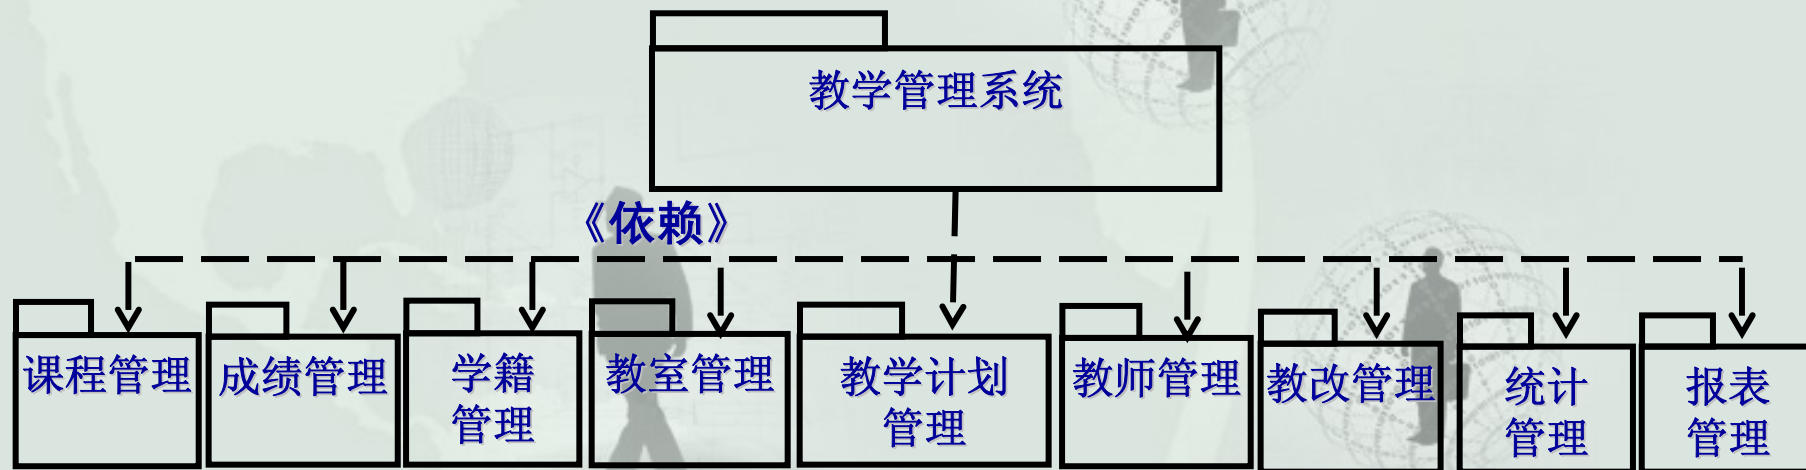 教学管理系统
《依赖》
课程管理
成绩管理
学籍
管理
教室管理
教学计划
管理
教师管理
教改管理
统计
管理
报表
管理